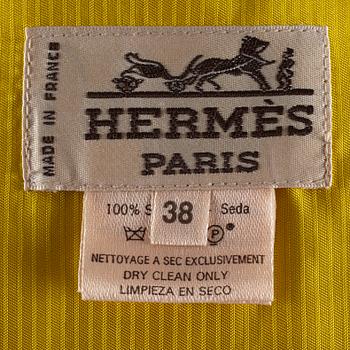 MADE IN FRANCE
HERMÈS
PARIS
100% S
38
Seda
P
NETTOYAGE A SEC EXCLUSIVEMENT
DRY CLEAN ONLY
LIMPIEZA EN SECO